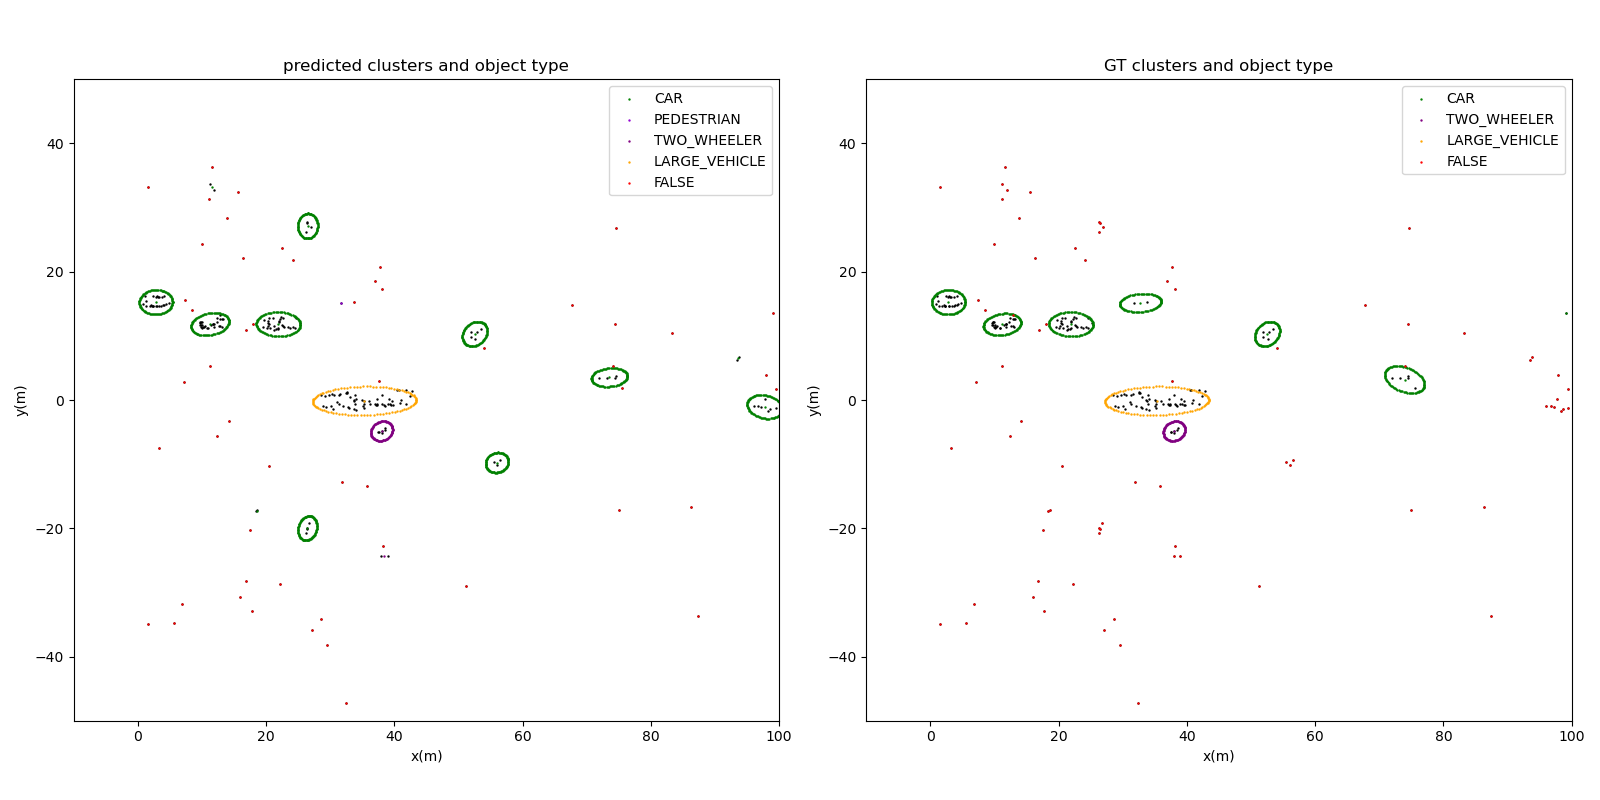 predicted clusters and object type
CAR
PEDESTRIAN
TWO_WHEELER
LARGE_VEHICLE
FALSE
40
20
0
−20
−40
y(m)
0 20 40 60 80 100
x(m)
GT clusters and object type
CAR
TWO_WHEELER
LARGE_VEHICLE
FALSE
40
20
0
−20
−40
y(m)
0 20 40 60 80 100
x(m)